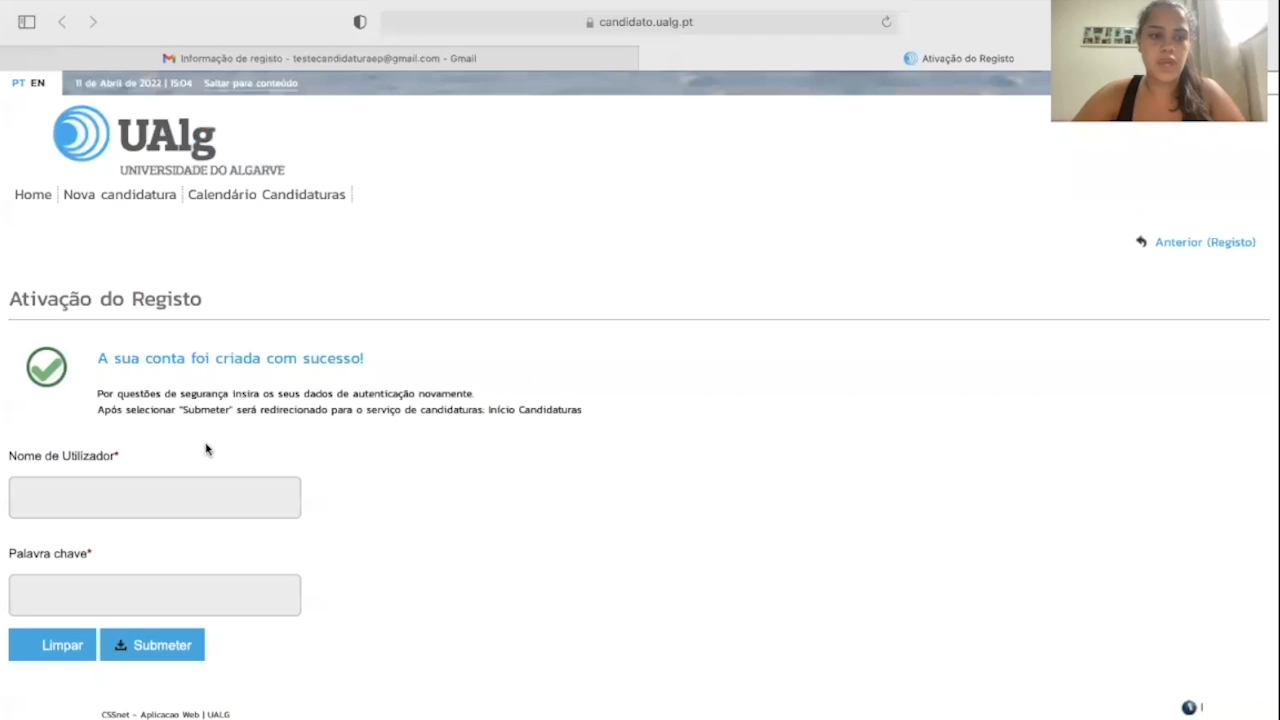 candidato.ualg.pt
Informação de registo - testecandidaturaep@gmail.com - Gmail
Ativação do Registo
PT EN
11 de Abril de 2022 | 15:04
Saltar para conteúdo
UAlg
UNIVERSIDADE DO ALGARVE
Home
Nova candidatura
Calendário Candidaturas
Anterior (Registo)
Ativação do Registo
A sua conta foi criada com sucesso!
Por questões de segurança insira os seus dados de autenticação novamente.
Após selecionar "Submeter" será redirecionado para o serviço de candidaturas: Início Candidaturas
Nome de Utilizador*
Palavra chave*
Limpar
Submeter
CSSnet - Aplicacao Web | UALG